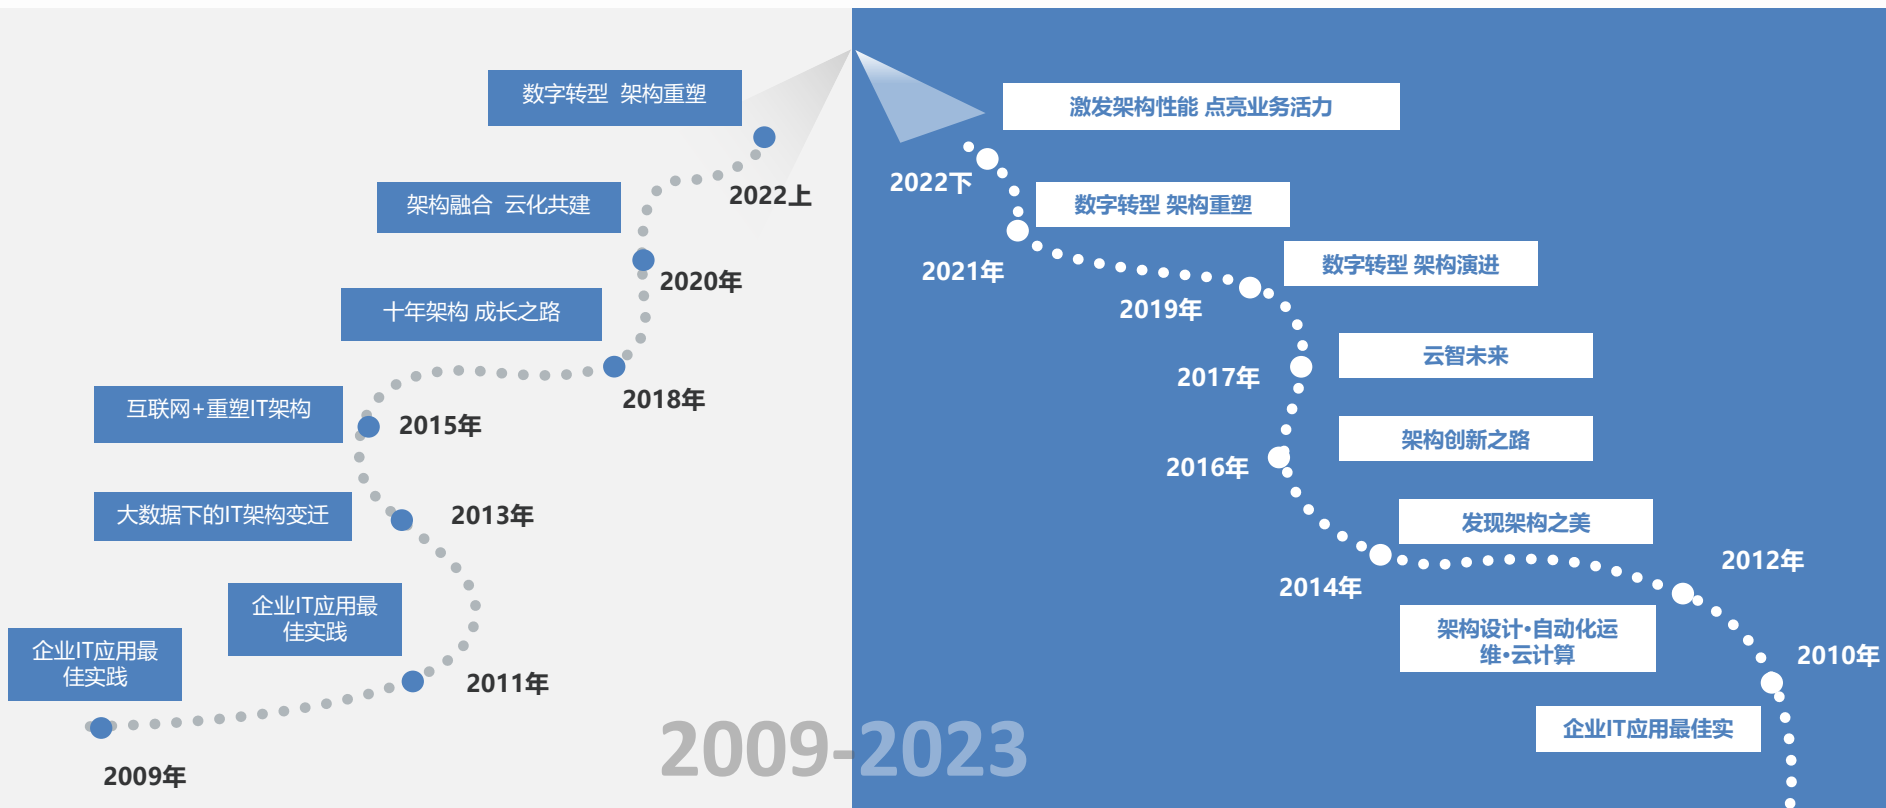 数字转型 架构重塑
2022上
架构融合 云化共建
2020年
十年架构 成长之路
2018年
互联网+重塑IT架构
2015年
大数据下的IT架构变迁
2013年
企业IT应用最
佳实践
2011年
企业IT应用最
佳实践
2009年
2009-2023
激发架构性能 点亮业务活力
2022下
数字转型 架构重塑
2021年
数字转型 架构演进
2019年
云智未来
2017年
架构创新之路
2016年
发现架构之美
2014年
2012年
架构设计•自动化运
维•云计算
2010年
企业IT应用最佳实